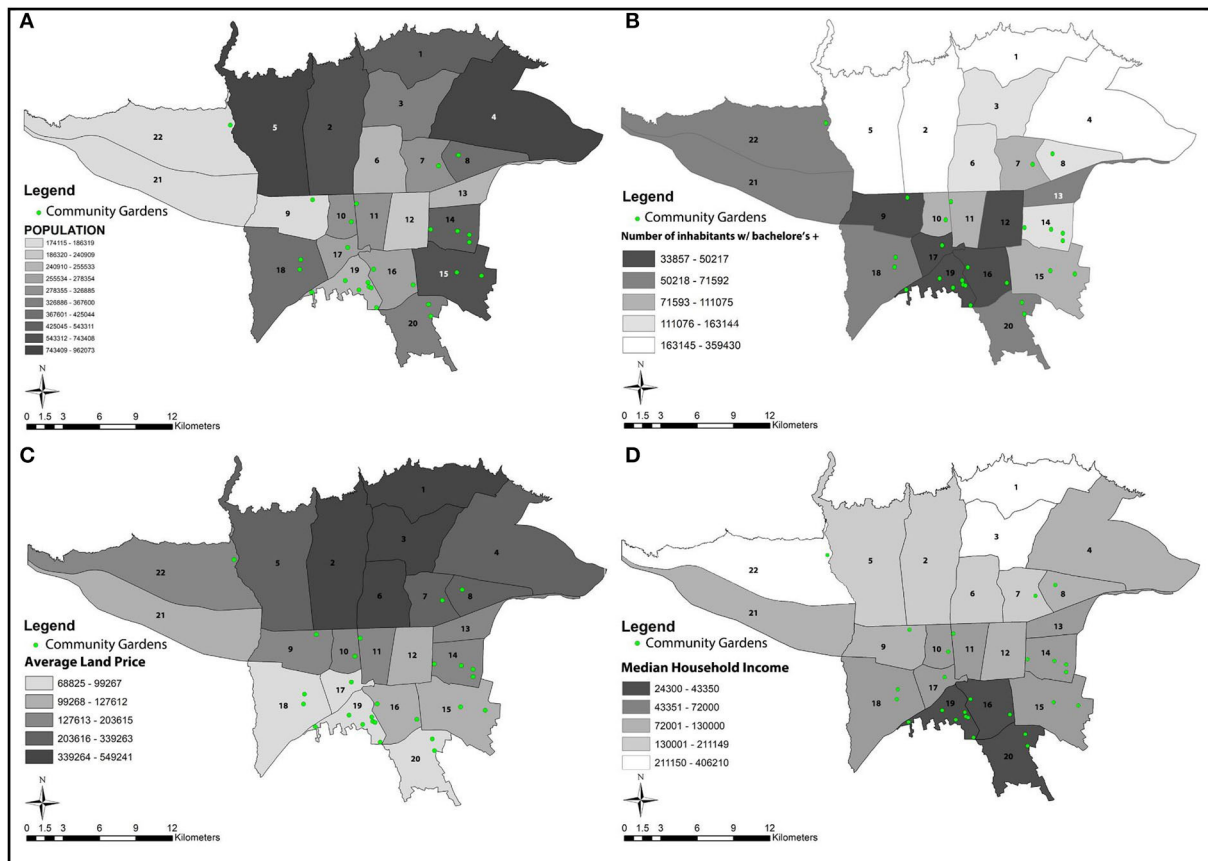 A
1
2
3
4
5
6
7
8
9
10
11
12
13
14
15
16
17
18
19
20
21
22
Legend
Community Gardens
POPULATION
174115 - 186319
186320 - 240909
240910 - 255533
255534 - 278354
278355 - 326885
326886 - 367600
367601 - 425044
425045 - 543311
543312 - 743408
743409 - 962073
N
0 1.5 3 6 9 12
Kilometers
B
1
2
3
4
5
6
7
8
9
10
11
12
13
14
15
16
17
18
19
20
21
22
Legend
Community Gardens
Number of inhabitants w/ bachelore's +
33857 - 50217
50218 - 71592
71593 - 111075
111076 - 163144
163145 - 359430
N
0 1.5 3 6 9 12
Kilometers
C
1
2
3
4
5
6
7
8
9
10
11
12
13
14
15
16
17
18
19
20
21
22
Legend
Community Gardens
Average Land Price
68825 - 99267
99268 - 127612
127613 - 203615
203616 - 339263
339264 - 549241
N
0 1.5 3 6 9 12
Kilometers
D
1
2
3
4
5
6
7
8
9
10
11
12
13
14
15
16
17
18
19
20
21
22
Legend
Community Gardens
Median Household Income
24300 - 43350
43351 - 72000
72001 - 130000
130001 - 211149
211150 - 406210
N
0 1.5 3 6 9 12
Kilometers